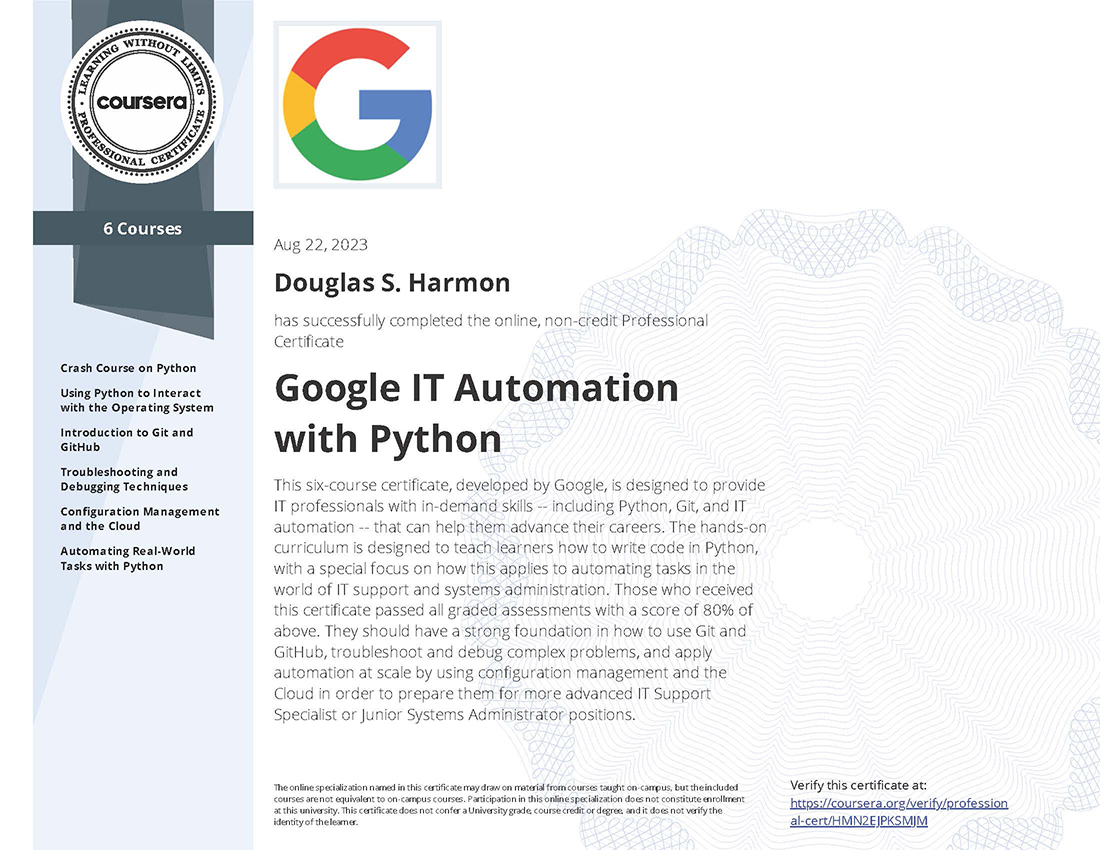 LEARNING WITHOUT LIMITS
coursera
PROFESSIONAL CERTIFICATE
6 Courses
Crash Course on Python
Using Python to Interact
with the Operating System
Introduction to Git and
GitHub
Troubleshooting and
Debugging Techniques
Configuration Management
and the Cloud
Automating Real-World
Tasks with Python
Aug 22, 2023
Douglas S. Harmon
has successfully completed the online, non-credit Professional
Certificate
Google IT Automation
with Python
This six-course certificate, developed by Google, is designed to provide
IT professionals with in-demand skills -- including Python, Git, and IT
automation -- that can help them advance their careers. The hands-on
curriculum is designed to teach learners how to write code in Python,
with a special focus on how this applies to automating tasks in the
world of IT support and systems administration. Those who received
this certificate passed all graded assessments with a score of 80% of
above. They should have a strong foundation in how to use Git and
GitHub, troubleshoot and debug complex problems, and apply
automation at scale by using configuration management and the
Cloud in order to prepare them for more advanced IT Support
Specialist or Junior Systems Administrator positions.
The online specialization named in this certificate may draw on material from courses taught on-campus, but the included
courses are not equivalent to on-campus courses. Participation in this online specialization does not constitute enrollment
at this university. This certificate does not confer a University grade, course credit or degree, and it does not verify the
identity of the learner.
Verify this certificate at:
https://coursera.org/verify/profession
al-cert/HMN2EJPKSMJM